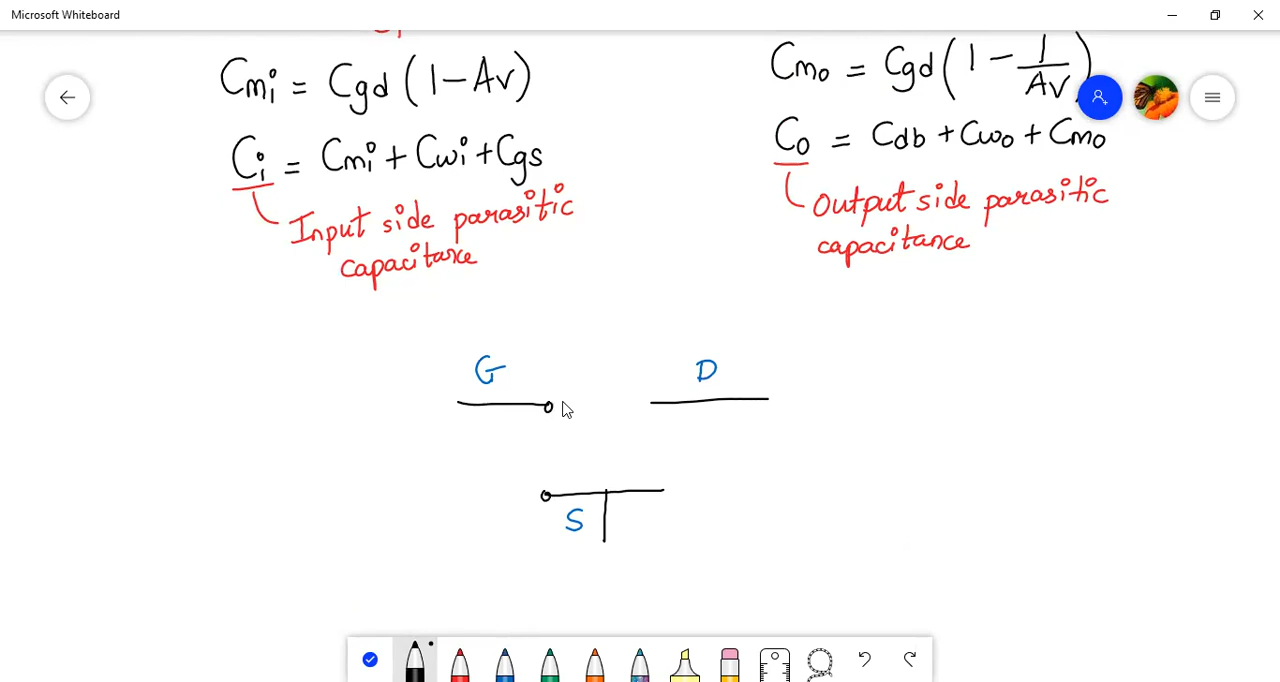 Microsoft Whiteboard
Cmi = Cgd (1-Av)
Ci = Cmi + Cwi + Cgs
Input side parasitic
capacitance
Cmo = Cgd (1 - 1/Av)
Co = Cdb + Cwo + Cmo
Output side parasitic
capacitance
G
D
S